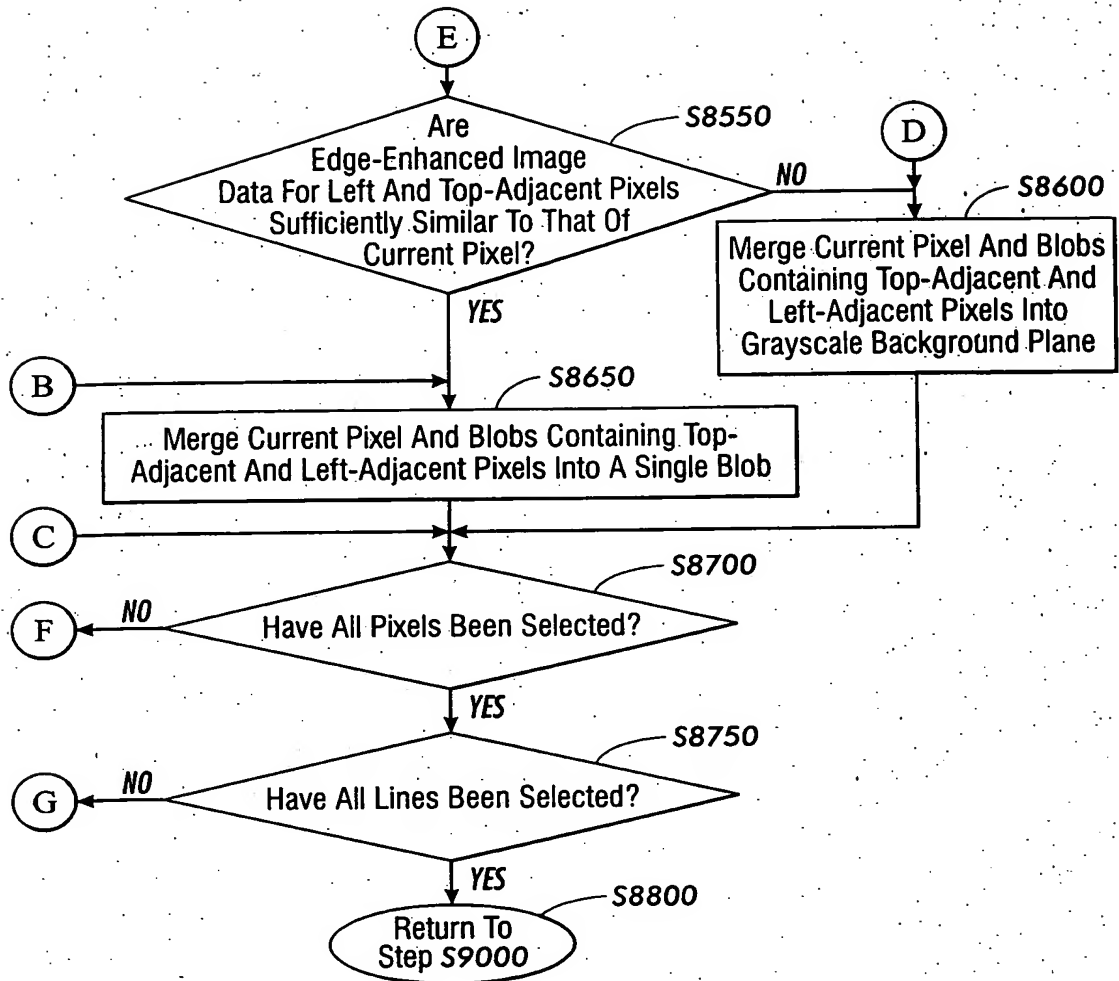 E
Are
Edge-Enhanced Image
Data For Left And Top-Adjacent Pixels
Sufficiently Similar To That Of
Current Pixel?
S8550
NO
D
S8600
Merge Current Pixel And Blobs
Containing Top-Adjacent And
Left-Adjacent Pixels Into
Grayscale Background Plane
YES
B
S8650
Merge Current Pixel And Blobs Containing Top-
Adjacent And Left-Adjacent Pixels Into A Single Blob
C
S8700
Have All Pixels Been Selected?
NO
F
YES
S8750
Have All Lines Been Selected?
NO
G
YES
S8800
Return To
Step S9000